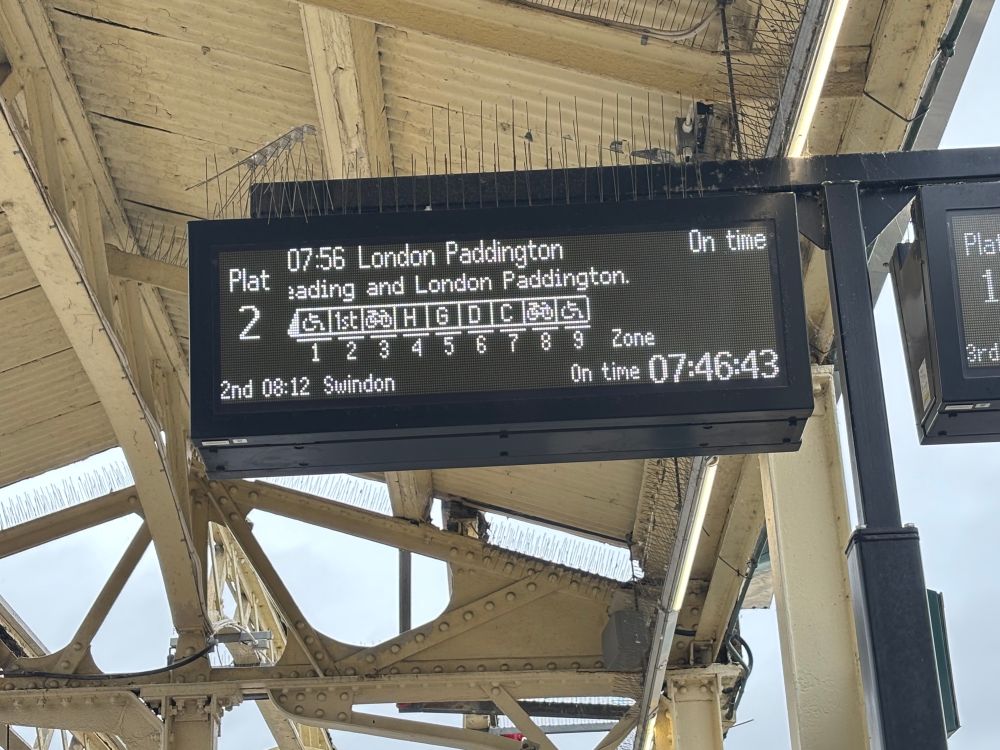 07:56 London Paddington On time
Plat
2
eading and London Paddington.
1st H G D C
1 2 3 4 5 6 7 8 9 Zone
2nd 08:12 Swindon On time 07:46:43
Plat
1
3rd